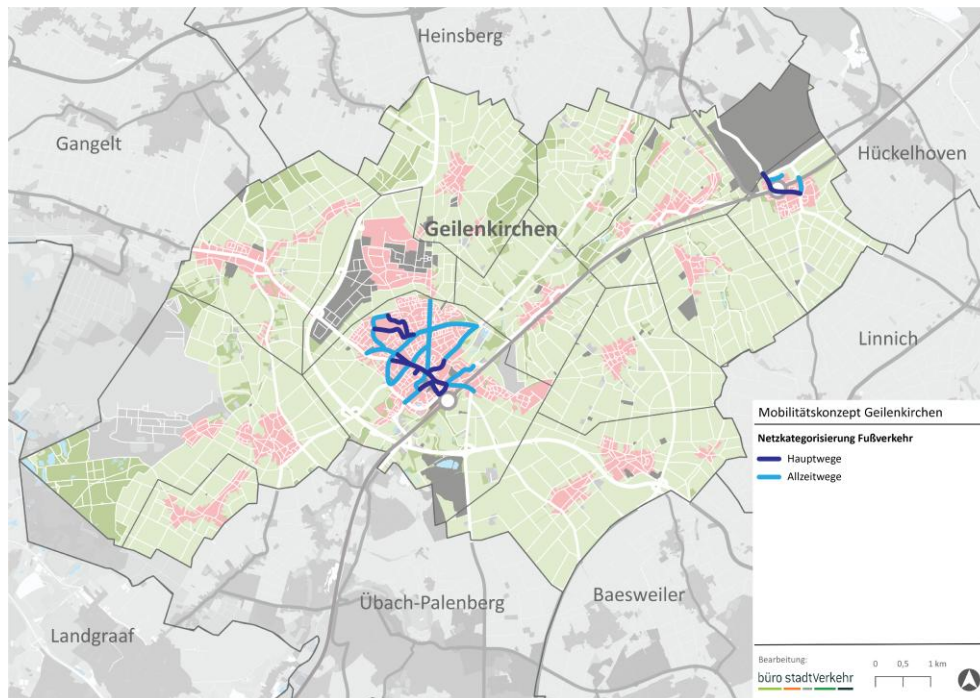 Heinsberg
Gangelt
Hückelhoven
Geilenkirchen
Linnich
Mobilitätskonzept Geilenkirchen
Netzkategorisierung Fußverkehr
Hauptwege
Allzeitwege
Übach-Palenberg
Baesweiler
Landgraaf
Bearbeitung:
büro stadtVerkehr
0 0,5 1 km